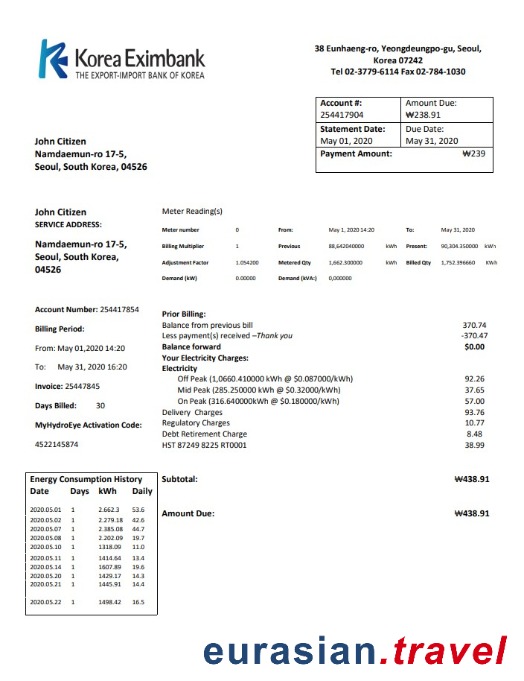 Korea Eximbank
THE EXPORT-IMPORT BANK OF KOREA
38 Eunhaeng-ro, Yeongdeungpo-gu, Seoul,
Korea 07242
Tel 02-3779-6114 Fax 02-784-1030
Account #: Amount Due:
254417904 ₩238.91
Statement Date: Due Date:
May 01, 2020 May 31, 2020
Payment Amount: ₩239
John Citizen
Namdaemun-ro 17-5,
Seoul, South Korea, 04526
John Citizen
SERVICE ADDRESS:
Namdaemun-ro 17-5,
Seoul, South Korea,
04526
Meter Reading(s)
Meter number 0 From: May 1, 2020 14:20 To: May 31, 2020
Billing Multiplier 1 Previous 88,642040000 kWh Present: 90,304.350000 kWh
Adjustment Factor 1.054200 Metered Qty 1,662.300000 kWh Billed Qty 1,752.396660 kWh
Demand (kW) 0.00000 Demand (kVA:) 0,000000
Account Number: 254417854
Billing Period:
From: May 01,2020 14:20
To: May 31, 2020 16:20
Invoice: 25447845
Days Billed: 30
MyHydroEye Activation Code:
4522145874
Prior Billing:
Balance from previous bill 370.74
Less payment(s) received –Thank you -370.47
Balance forward $0.00
Your Electricity Charges:
Electricity
Off Peak (1,0660.410000 kWh @ $0.087000/kWh) 92.26
Mid Peak (285.250000 kWh @ $0.32000/kWh) 37.65
On Peak (316.640000kWh @ $0.180000/kWh) 57.00
Delivery Charges 93.76
Regulatory Charges 10.77
Debt Retirement Charge 8.48
HST 87249 8225 RT0001 38.99
Energy Consumption History
Date Days kWh Daily
2020.05.01 1 2.662.3 53.6
2020.05.02 1 2.279.18 42.6
2020.05.07 1 2.385.08 44.7
2020.05.08 1 2.202.09 19.7
2020.05.10 1 1318.09 11.0
2020.05.11 1 1414.64 13.4
2020.05.14 1 1607.89 19.6
2020.05.20 1 1429.17 14.3
2020.05.21 1 1445.91 14.4
2020.05.22 1 1498.42 16.5
Subtotal: ₩438.91
Amount Due: ₩438.91
eurasian.travel